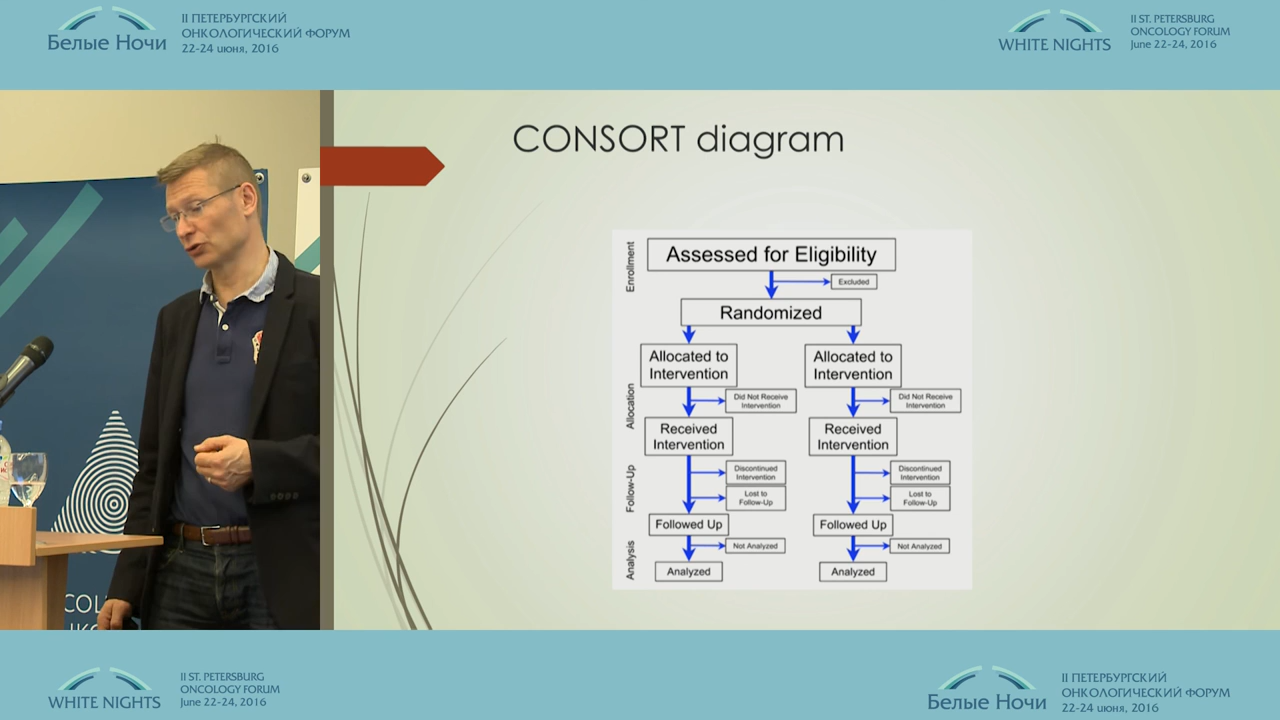 Белые Ночи
II ПЕТЕРБУРГСКИЙ
ОНКОЛОГИЧЕСКИЙ ФОРУМ
22-24 июня, 2016
WHITE NIGHTS
II ST. PETERSBURG
ONCOLOGY FORUM
June 22-24, 2016
CONSORT diagram
Enrollment
Assessed for Eligibility
Excluded
Randomized
Allocation
Allocated to
Intervention
Allocated to
Intervention
Did Not Receive
Intervention
Did Not Receive
Intervention
Received
Intervention
Received
Intervention
Follow-Up
Discontinued
Intervention
Discontinued
Intervention
Lost to
Follow-Up
Lost to
Follow-Up
Followed Up
Followed Up
Analysis
Not Analyzed
Not Analyzed
Analyzed
Analyzed
WHITE NIGHTS
II ST. PETERSBURG
ONCOLOGY FORUM
June 22-24, 2016
Белые Ночи
II ПЕТЕРБУРГСКИЙ
ОНКОЛОГИЧЕСКИЙ ФОРУМ
22-24 июня, 2016